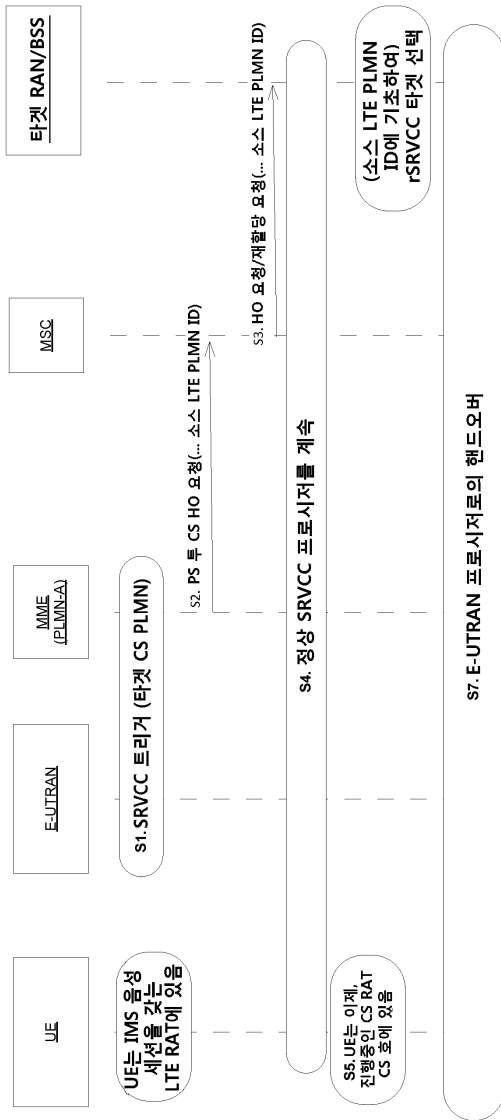 UE
E-UTRAN
MME
(PLMN-A)
MSC
타겟 RAN/BSS
UE는 IMS 음성
세션을 갖는
LTE RAT에 있음
S1. SRVCC 트리거 (타겟 CS PLMN)
S2. PS 투 CS HO 요청(... 소스 LTE PLMN ID)
S3. HO 요청/재할당 요청(... 소스 LTE PLMN ID)
S4. 정상 SRVCC 프로시저를 계속
S5.UE는 이제,
진행중인 CS RAT
CS 호에 있음
(소스 LTE PLMN
ID에 기초하여)
rSRVCC 타겟 선택
S7. E-UTRAN 프로시저로의 핸드오버